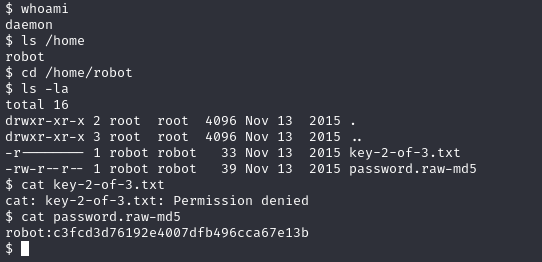 $ whoami
daemon
$ ls /home
robot
$ cd /home/robot
$ ls -la
total 16
drwxr-xr-x 2 root  root  4096 Nov 13  2015 .
drwxr-xr-x 3 root  root  4096 Nov 13  2015 ..
-r-------- 1 robot robot   33 Nov 13  2015 key-2-of-3.txt
-rw-r--r-- 1 robot robot   39 Nov 13  2015 password.raw-md5
$ cat key-2-of-3.txt
cat: key-2-of-3.txt: Permission denied
$ cat password.raw-md5
robot:c3fcd3d76192e4007dfb496cca67e13b
$